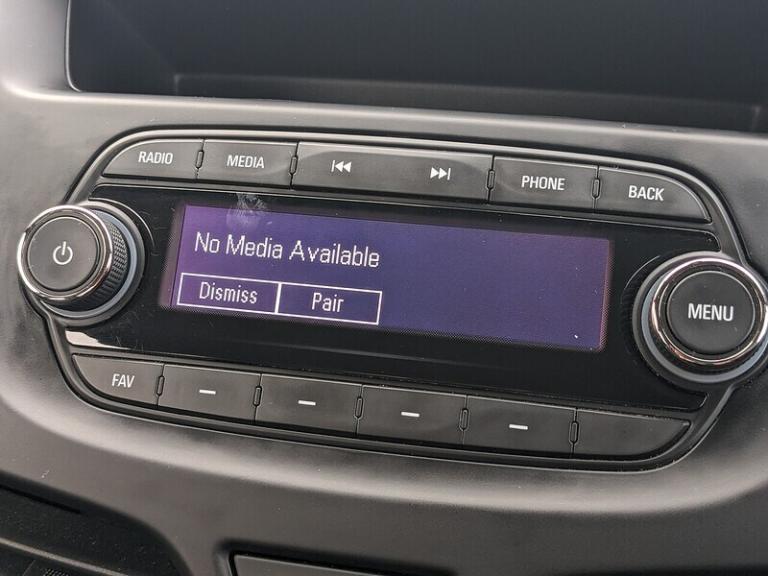 RADIO MEDIA PHONE BACK
No Media Available
Dismiss Pair
MENU
FAV